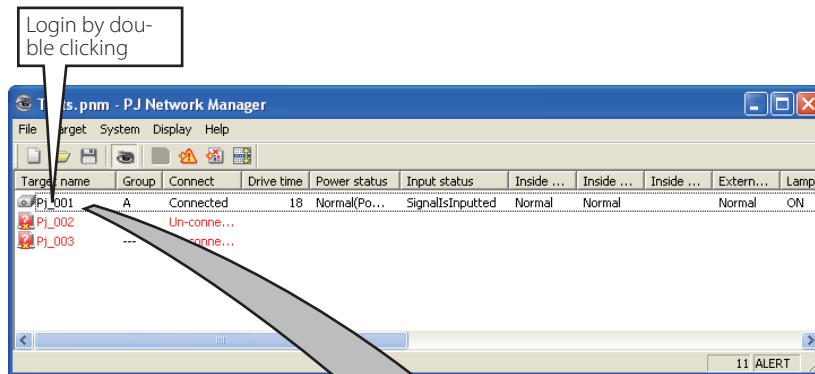 Login by dou-
ble clicking
ts.pnm - PJ Network Manager
File Target System Display Help
Target name Group Connect Drive time Power status Input status Inside ... Inside ... Inside ... Extern... Lamp
Pj_001 A Connected 18 Normal(Po... SignalIsInputted Normal Normal Normal ON
Pj_002 Un-conne...
Pj_003 --- conne...
11 ALERT